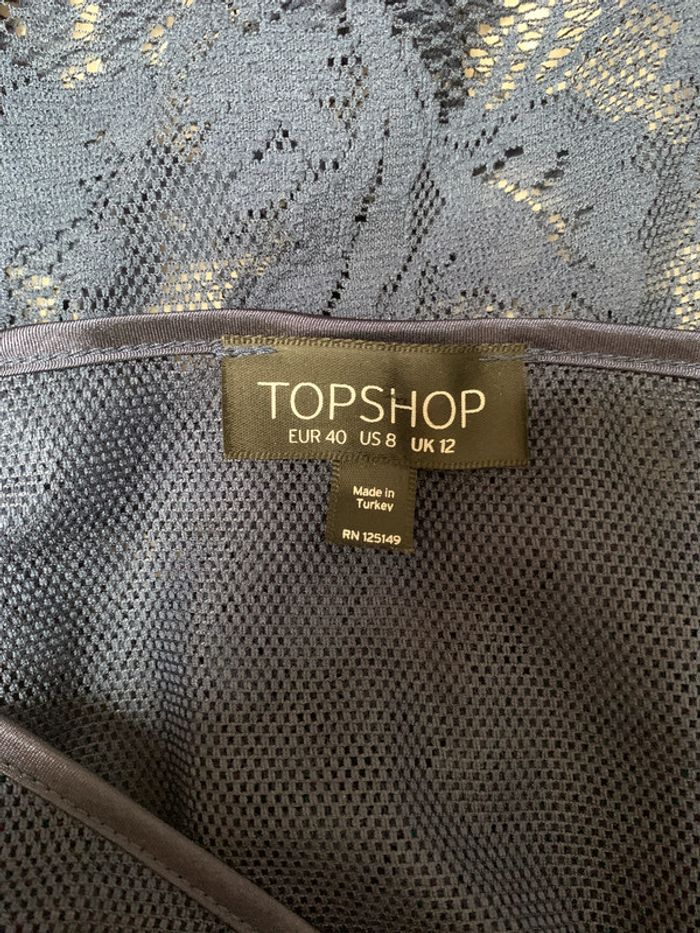 TOPSHOP
EUR 40 US 8 UK 12
Made in
Turkey
RN 125149